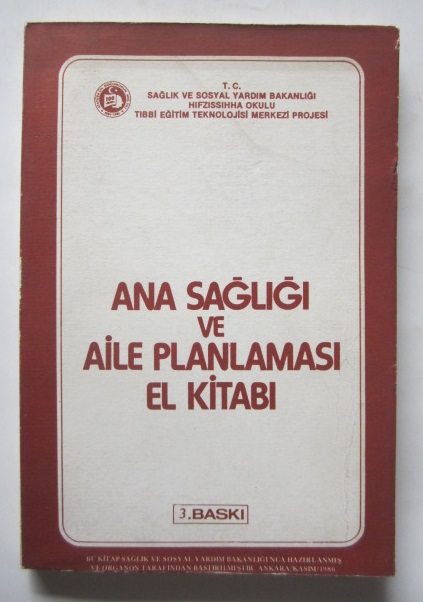 T. C.
SAĞLIK VE SOSYAL YARDIM BAKANLIĞI
HIFZISSIHHA OKULU
TIBBİ EĞİTİM TEKNOLOJİSİ MERKEZİ PROJESİ
ANA SAĞLIĞI
VE
AİLE PLANLAMASI
EL KİTABI
3.BASKI
BU KİTAP SAĞLIK VE SOSYAL YARDIM BAKANLIĞINCA HAZIRLANMIŞ
VE ORGANON TARAFINDAN BASTIRILMIŞTIR. ANKARA/KASIM/1980